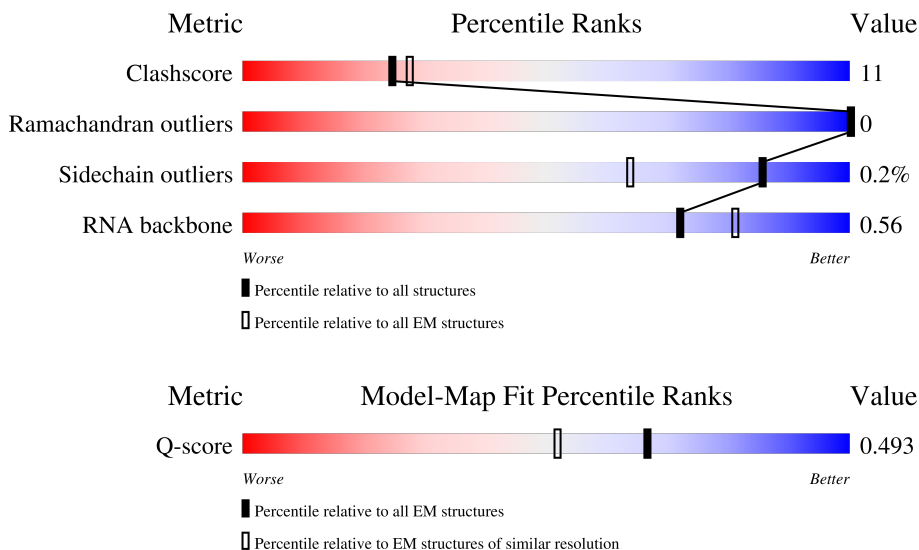 Metric Percentile Ranks Value
Clashscore 11
Ramachandran outliers 0
Sidechain outliers 0.2%
RNA backbone 0.56
Worse Better
Percentile relative to all structures
Percentile relative to all EM structures
Metric Model-Map Fit Percentile Ranks Value
Q-score 0.493
Worse Better
Percentile relative to all EM structures
Percentile relative to EM structures of similar resolution